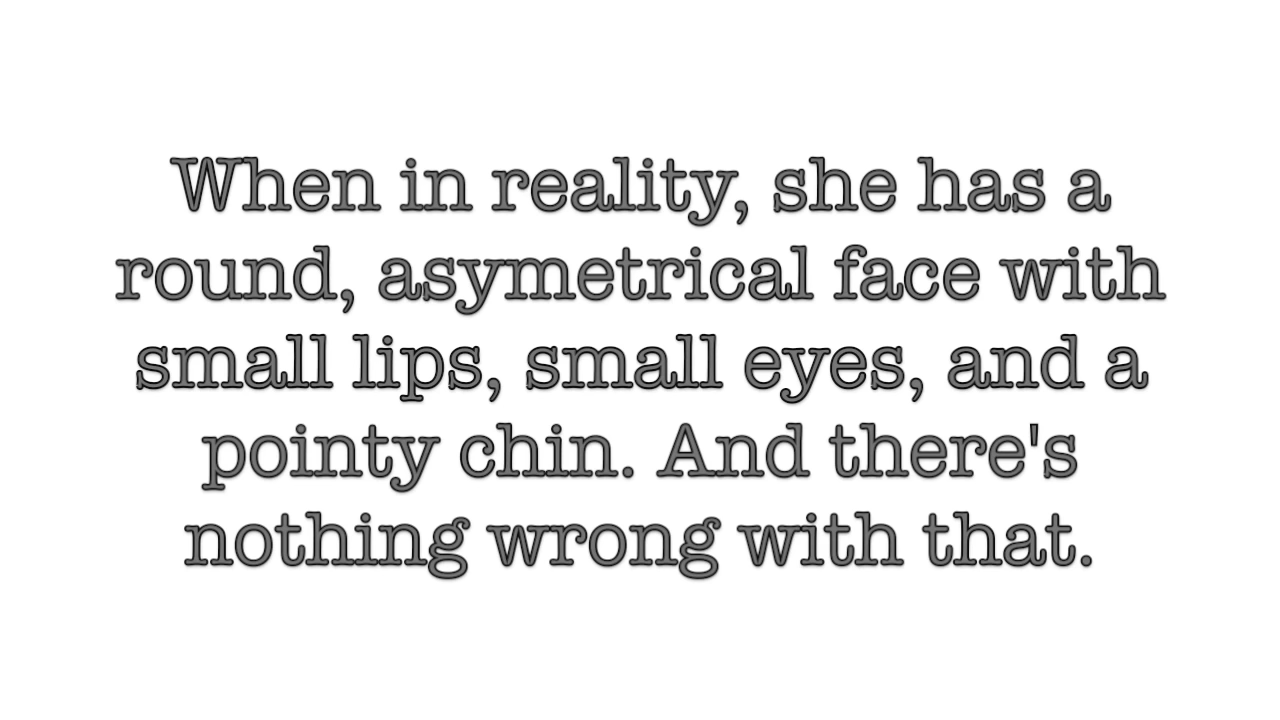 When in reality, she has a
round, asymetrical face with
small lips, small eyes, and a
pointy chin. And there's
nothing wrong with that.